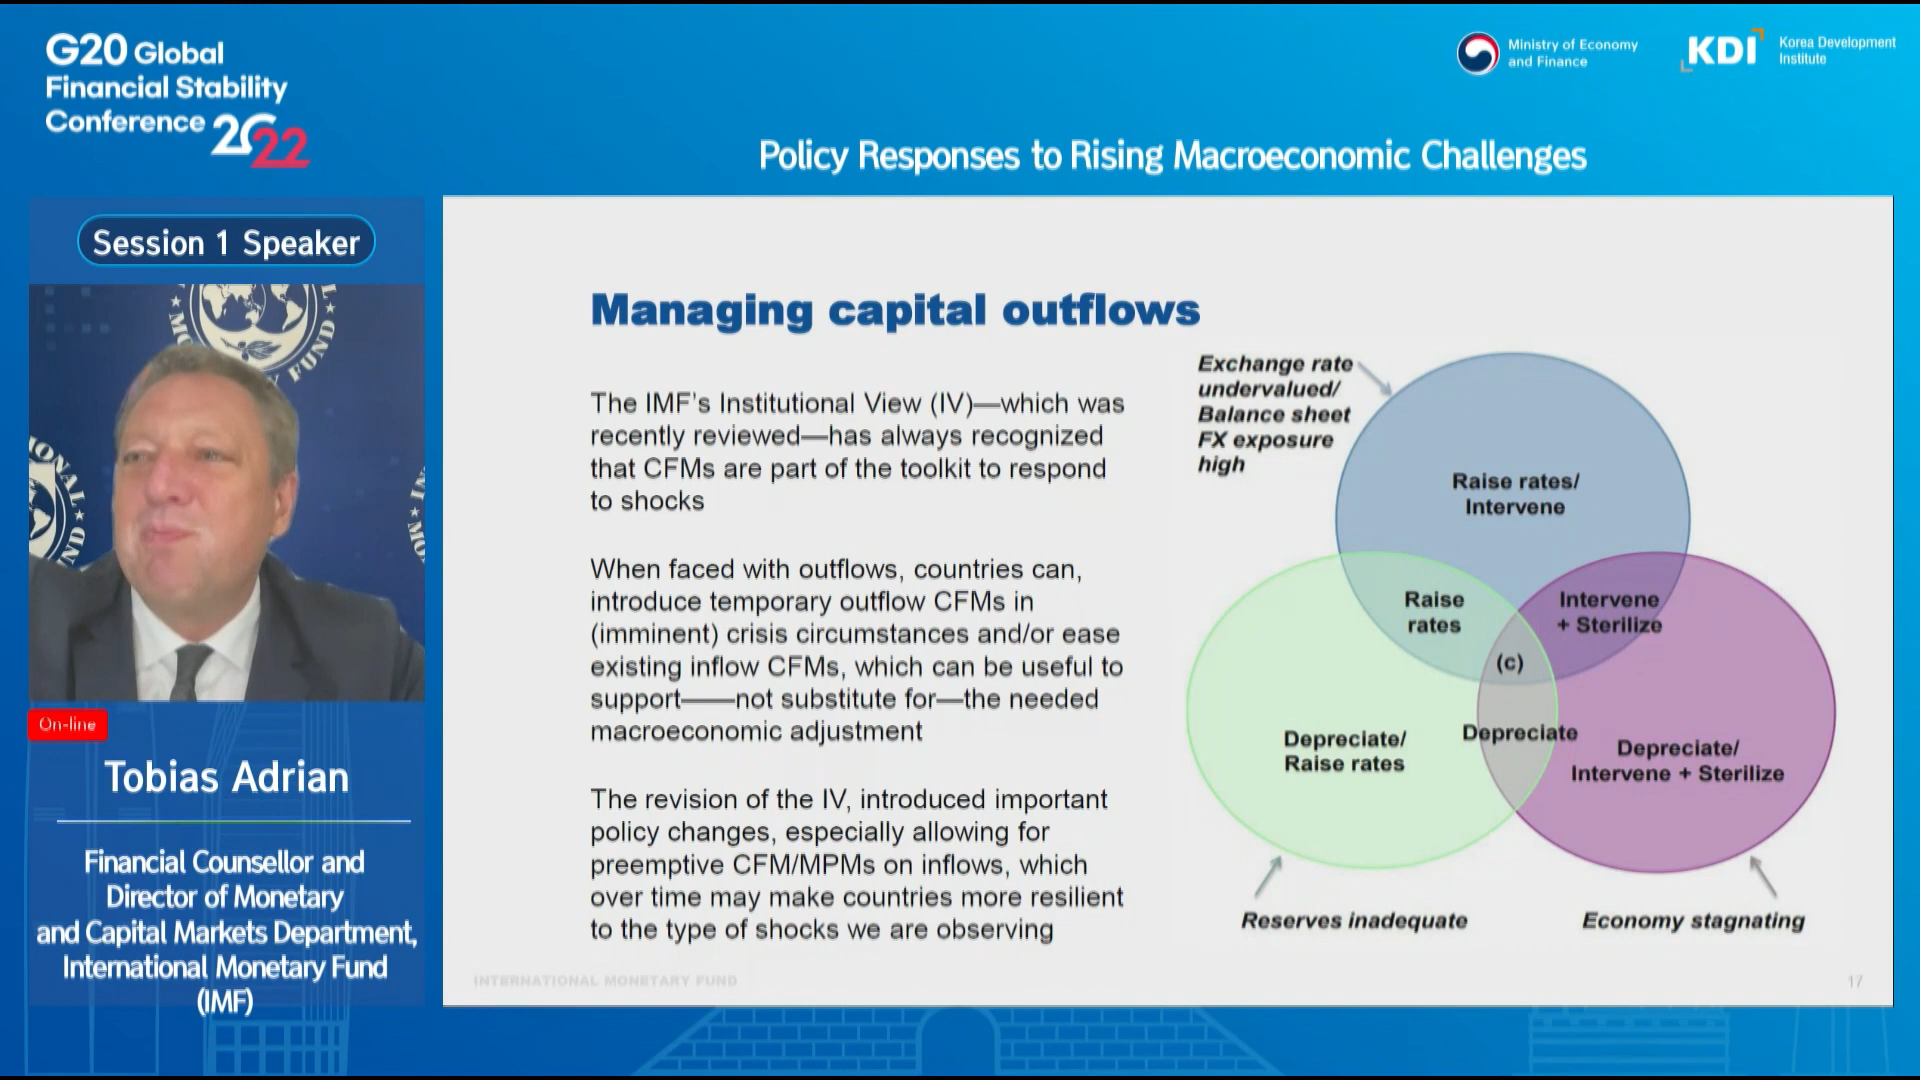 G20 Global
Financial Stability
Conference 2022
Ministry of Economy
and Finance
KDI
Korea Development
Institute
Policy Responses to Rising Macroeconomic Challenges
Session 1 Speaker
On-line
Tobias Adrian
Financial Counsellor and
Director of Monetary
and Capital Markets Department,
International Monetary Fund
(IMF)
Managing capital outflows
The IMF's Institutional View (IV)—which was
recently reviewed—has always recognized
that CFMs are part of the toolkit to respond
to shocks
When faced with outflows, countries can,
introduce temporary outflow CFMs in
(imminent) crisis circumstances and/or ease
existing inflow CFMs, which can be useful to
support——not substitute for—the needed
macroeconomic adjustment
The revision of the IV, introduced important
policy changes, especially allowing for
preemptive CFM/MPMs on inflows, which
over time may make countries more resilient
to the type of shocks we are observing
Exchange rate
undervalued/
Balance sheet
FX exposure
high
Raise rates/
Intervene
Raise
rates
Intervene
+ Sterilize
(c)
Depreciate/
Raise rates
Depreciate
Depreciate/
Intervene + Sterilize
Reserves inadequate
Economy stagnating
INTERNATIONAL MONETARY FUND
17